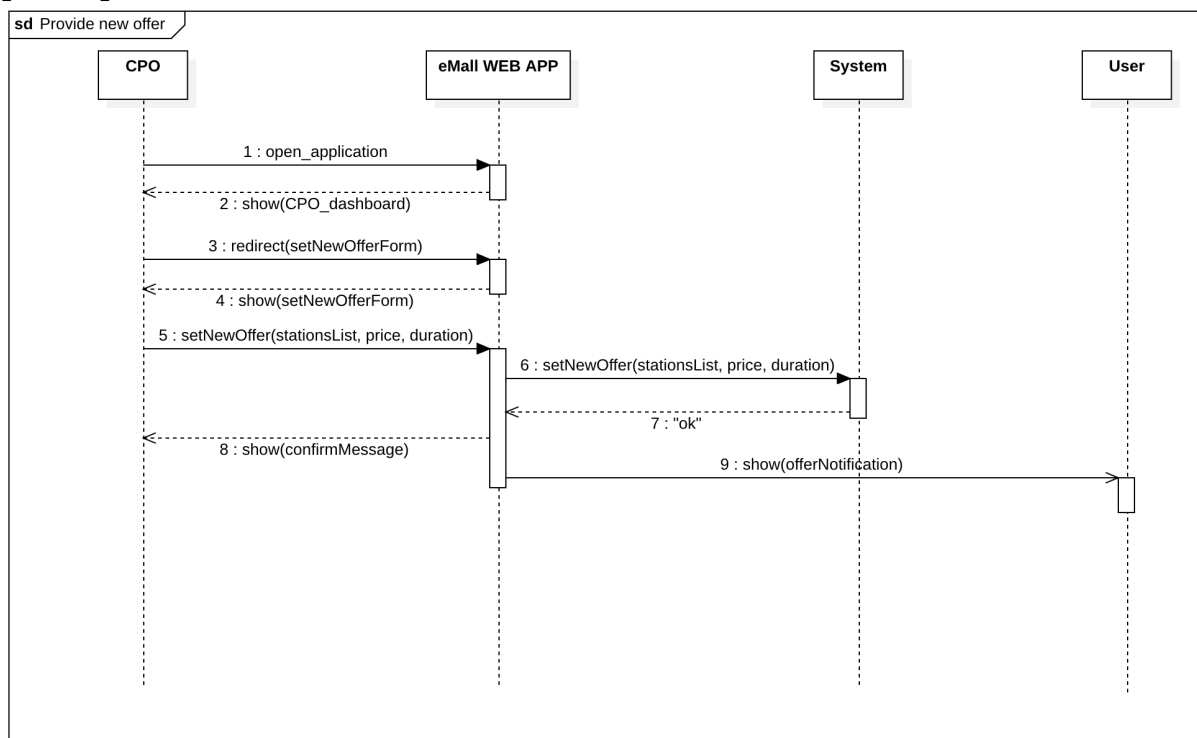 sd Provide new offer
CPO
eMall WEB APP
System
User
1 : open_application
2 : show(CPO_dashboard)
3 : redirect(setNewOfferForm)
4 : show(setNewOfferForm)
5 : setNewOffer(stationsList, price, duration)
6 : setNewOffer(stationsList, price, duration)
7 : "ok"
8 : show(confirmMessage)
9 : show(offerNotification)